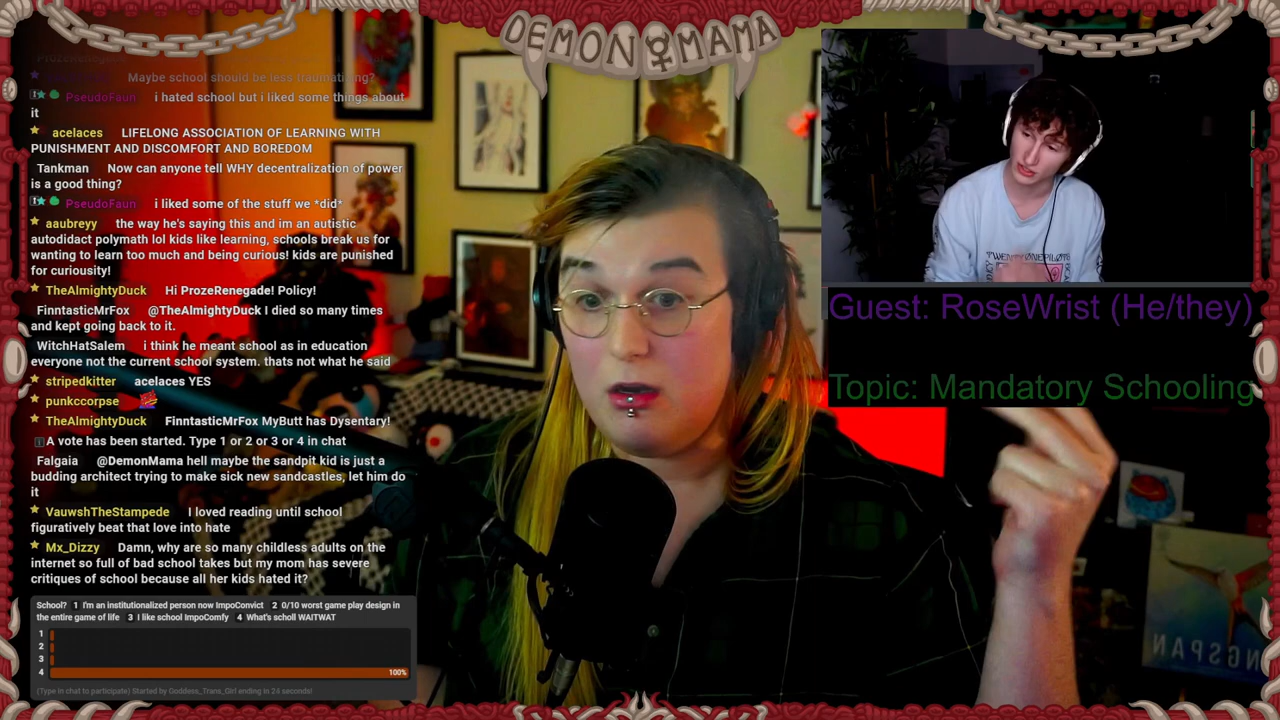 DEMON MAMA
Maybe school should be less traumatizing?
PseudoFaun i hated school but i liked some things about
it
acelaces LIFELONG ASSOCIATION OF LEARNING WITH
PUNISHMENT AND DISCOMFORT AND BOREDOM
Tankman Now can anyone tell WHY decentralization of power
is a good thing?
PseudoFaun i liked some of the stuff we *did*
aaubreyy the way he's saying this and im an autistic
autodidact polymath lol kids like learning, schools break us for
wanting to learn too much and being curious! kids are punished
for curiousity!
TheAlmightyDuck Hi ProzeRenegade! Policy!
FinntasticMrFox @TheAlmightyDuck I died so many times
and kept going back to it.
WitchHatSalem i think he meant school as in education
everyone not the current school system. thats not what he said
stripedkitter acelaces YES
punkccorpse
TheAlmightyDuck FinntasticMrFox MyButt has Dysentary!
A vote has been started. Type 1 or 2 or 3 or 4 in chat
Falgaia @DemonMama hell maybe the sandpit kid is just a
budding architect trying to make sick new sandcastles, let him do
it
VauwshTheStampede I loved reading until school
figuratively beat that love into hate
Mx_Dizzy Damn, why are so many childless adults on the
internet so full of bad school takes but my mom has severe
critiques of school because all her kids hated it?
School? 1 I'm an institutionalized person now ImpoConvict 2 0/10 worst game play design in
the entire game of life 3 I like school ImpoComfy 4 What's scholl WAITWAT
1
2
3
4 100%
(Type in chat to participate) Started by Goddess_Trans_Girl ending in 26 seconds!
TWENTY ØNE PILØTS
Guest: RoseWrist (He/they)
Topic: Mandatory Schooling
NGSPAN